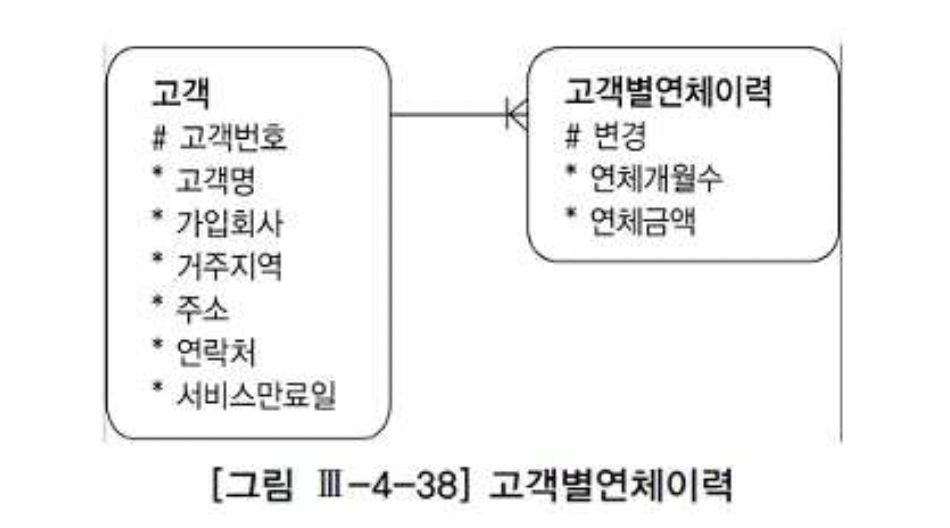 고객
# 고객번호
* 고객명
* 가입회사
* 거주지역
* 주소
* 연락처
* 서비스만료일
고객별연체이력
# 변경
* 연체개월수
* 연체금액
[그림 Ⅲ-4-38] 고객별연체이력